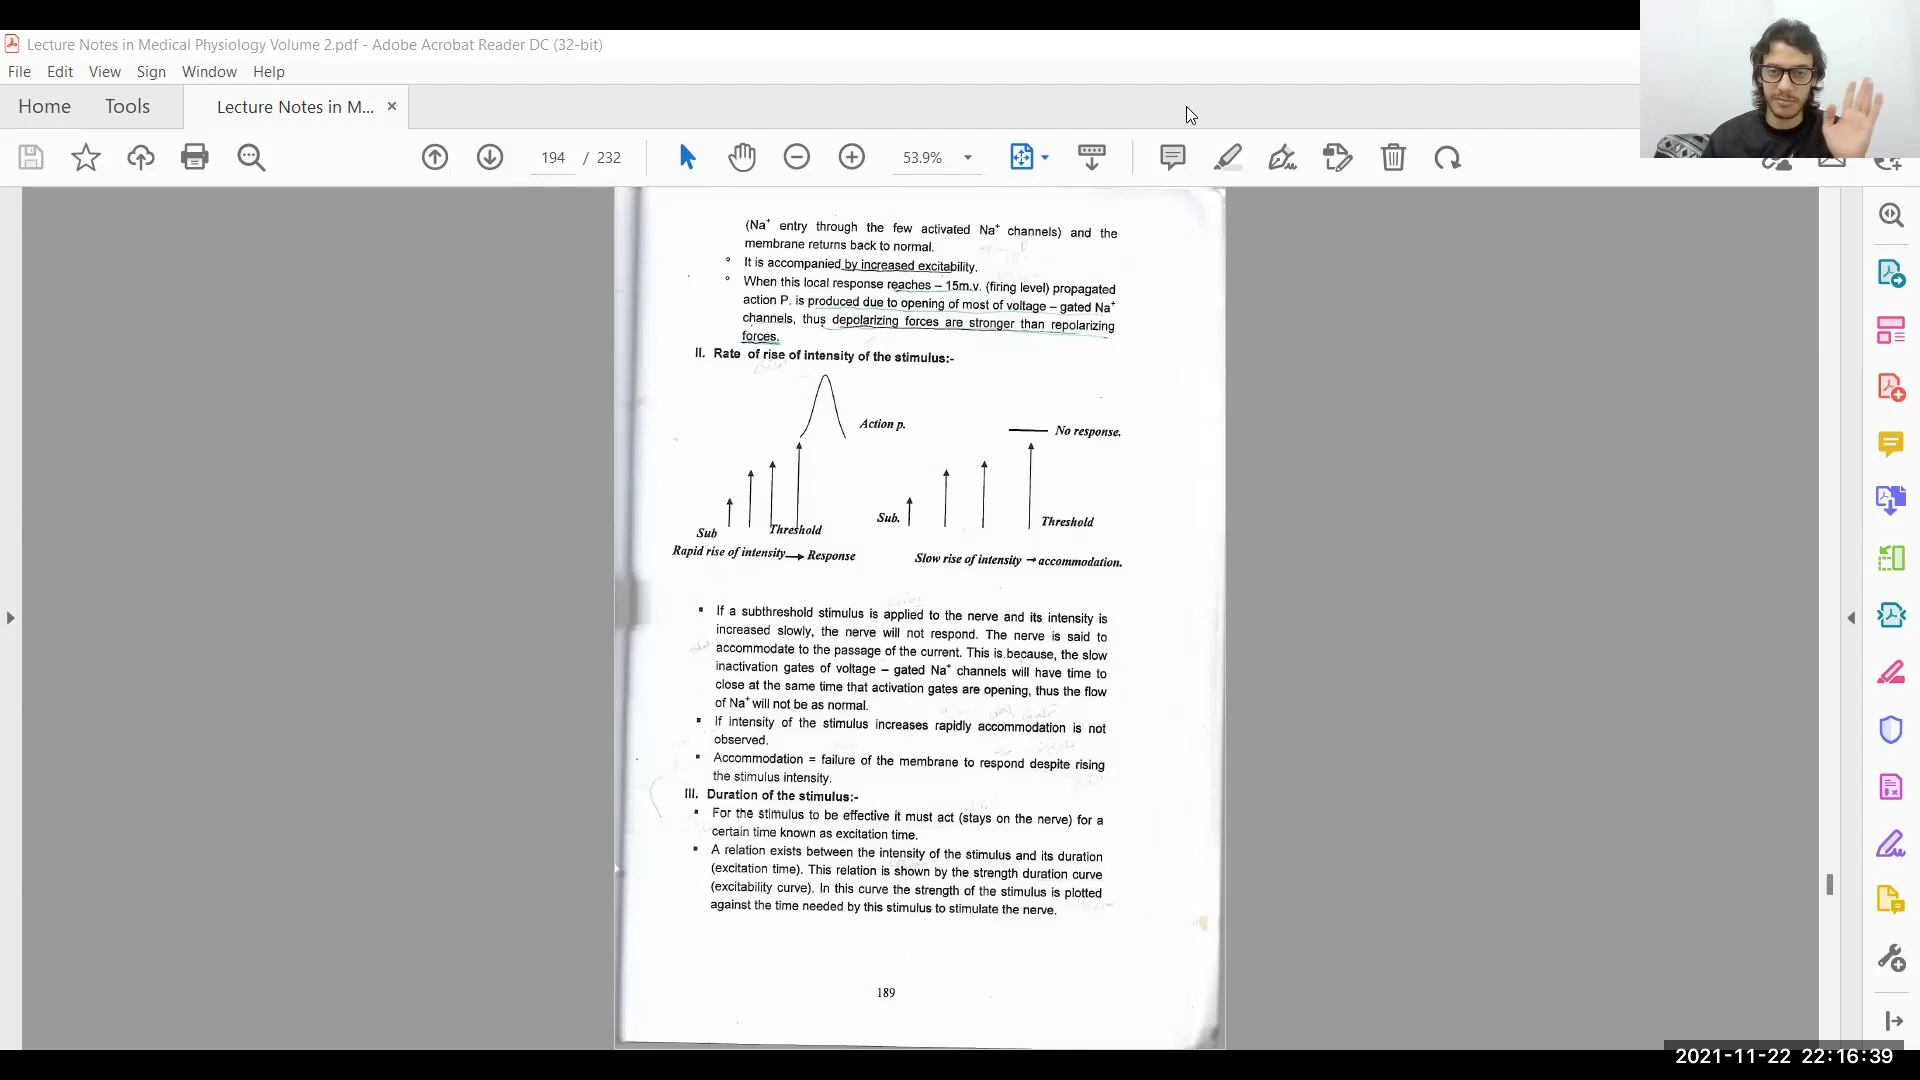 Lecture Notes in Medical Physiology Volume 2.pdf - Adobe Acrobat Reader DC (32-bit)
File Edit View Sign Window Help
Home Tools Lecture Notes in M... ×
194 / 232 53.9%
(Na+ entry through the few activated Na+ channels) and the
membrane returns back to normal.
° It is accompanied by increased excitability.
° When this local response reaches – 15m.v. (firing level) propagated
action P. is produced due to opening of most of voltage – gated Na+
channels, thus depolarizing forces are stronger than repolarizing
forces.
II. Rate of rise of intensity of the stimulus:-
Action p.
No response.
Sub
Threshold
Rapid rise of intensity → Response
Sub.
Threshold
Slow rise of intensity → accommodation.
▪ If a subthreshold stimulus is applied to the nerve and its intensity is
increased slowly, the nerve will not respond. The nerve is said to
accommodate to the passage of the current. This is because, the slow
inactivation gates of voltage – gated Na+ channels will have time to
close at the same time that activation gates are opening, thus the flow
of Na+ will not be as normal.
▪ If intensity of the stimulus increases rapidly accommodation is not
observed.
▪ Accommodation = failure of the membrane to respond despite rising
the stimulus intensity.
III. Duration of the stimulus:-
▪ For the stimulus to be effective it must act (stays on the nerve) for a
certain time known as excitation time.
▪ A relation exists between the intensity of the stimulus and its duration
(excitation time). This relation is shown by the strength duration curve
(excitability curve). In this curve the strength of the stimulus is plotted
against the time needed by this stimulus to stimulate the nerve.
189
2021-11-22 22:16:39